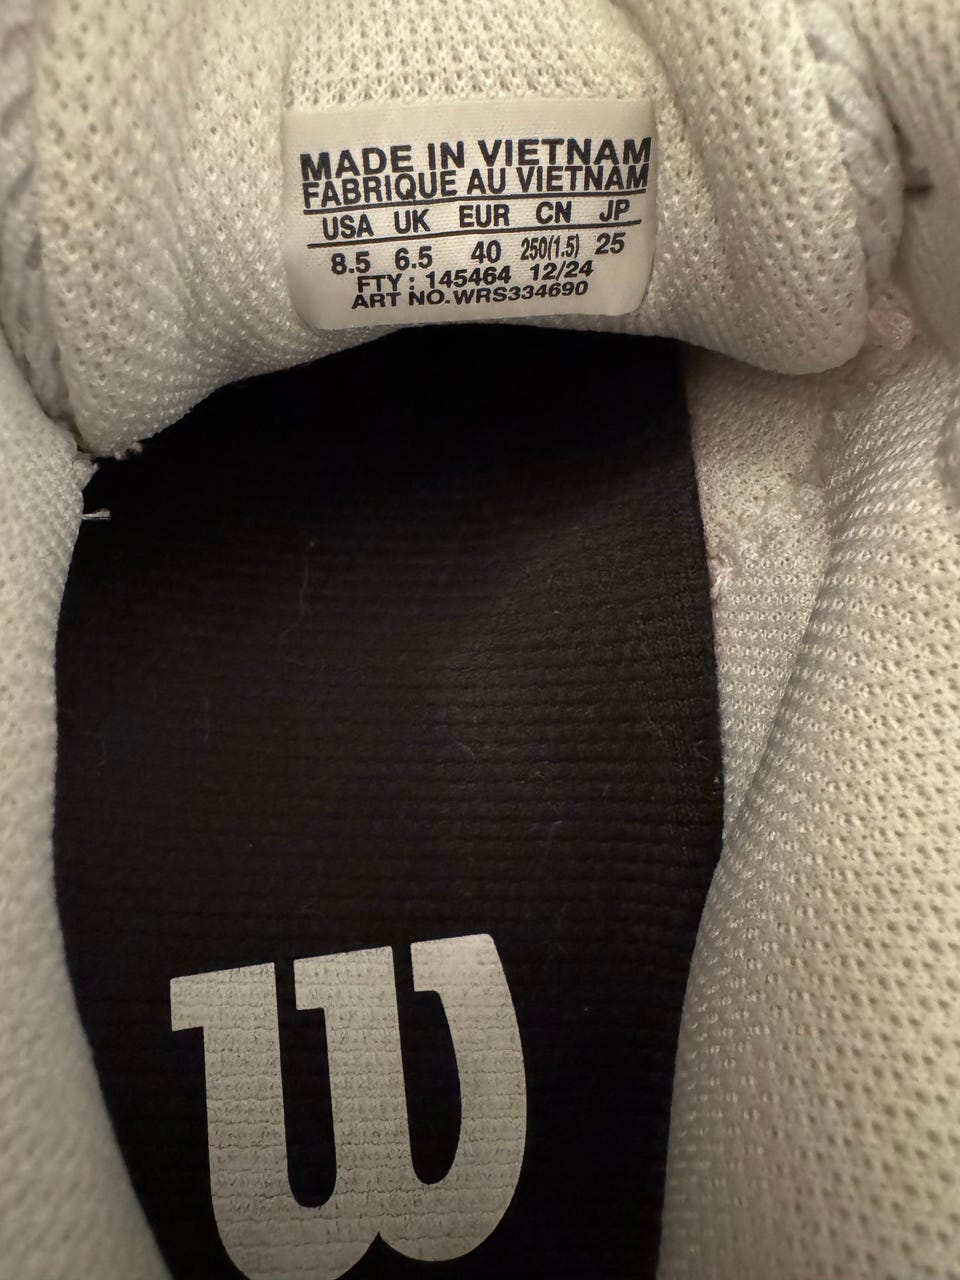 MADE IN VIETNAM
FABRIQUE AU VIETNAM
USA UK EUR CN JP
8.5 6.5 40 250(1.5) 25
FTY : 145464 12/24
ART NO. WRS334690
W